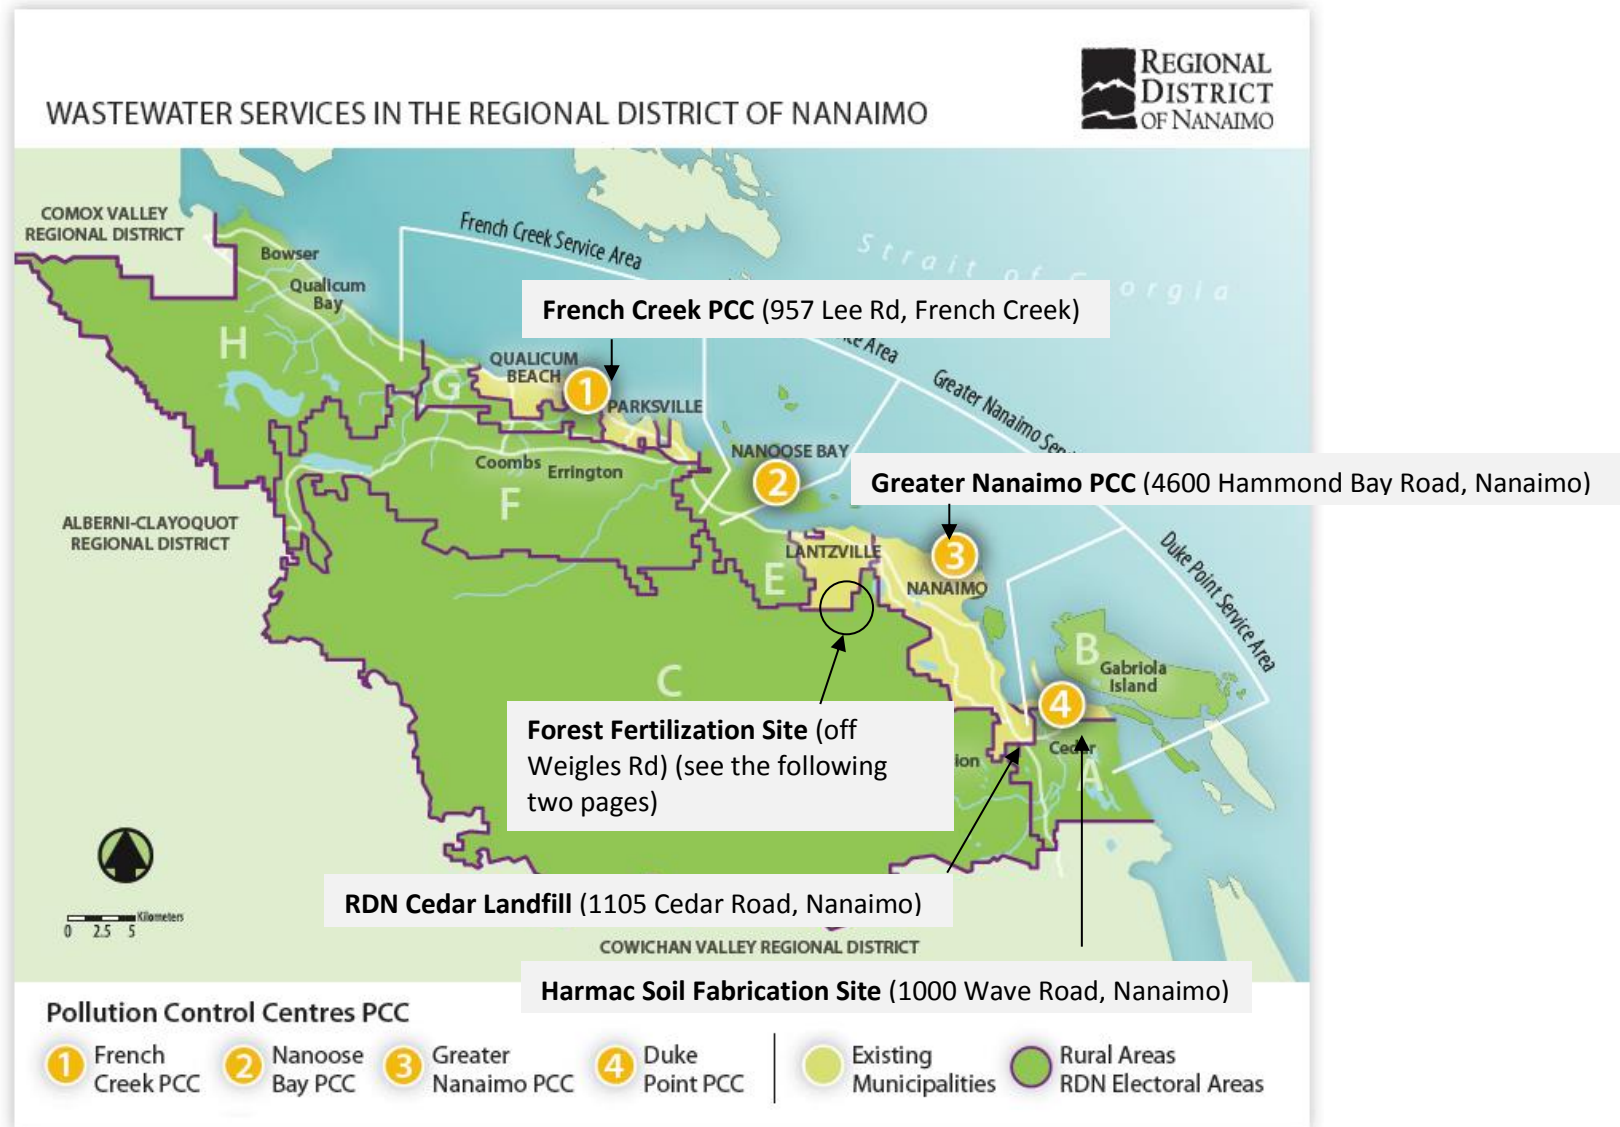 REGIONAL
DISTRICT
OF NANAIMO
WASTEWATER SERVICES IN THE REGIONAL DISTRICT OF NANAIMO
COMOX VALLEY
REGIONAL DISTRICT
Bowser
Qualicum
Bay
French Creek Service Area
Strait of Georgia
French Creek PCC (957 Lee Rd, French Creek)
Area
H
G
QUALICUM
BEACH
1
PARKSVILLE
Greater Nanaimo
NANOOSE BAY
2
Coombs
Errington
F
Greater Nanaimo PCC (4600 Hammond Bay Road, Nanaimo)
ALBERNI-CLAYOQUOT
REGIONAL DISTRICT
LANTZVILLE
E
3
NANAIMO
Duke Point Service Area
B
Gabriola
Island
C
4
Forest Fertilization Site (off
Weigles Rd) (see the following
two pages)
ion
Cedar
A
RDN Cedar Landfill (1105 Cedar Road, Nanaimo)
Kilometers
0 2.5 5
COWICHAN VALLEY REGIONAL DISTRICT
Harmac Soil Fabrication Site (1000 Wave Road, Nanaimo)
Pollution Control Centres PCC
1 French
Creek PCC
2 Nanoose
Bay PCC
3 Greater
Nanaimo PCC
4 Duke
Point PCC
Existing
Municipalities
Rural Areas
RDN Electoral Areas